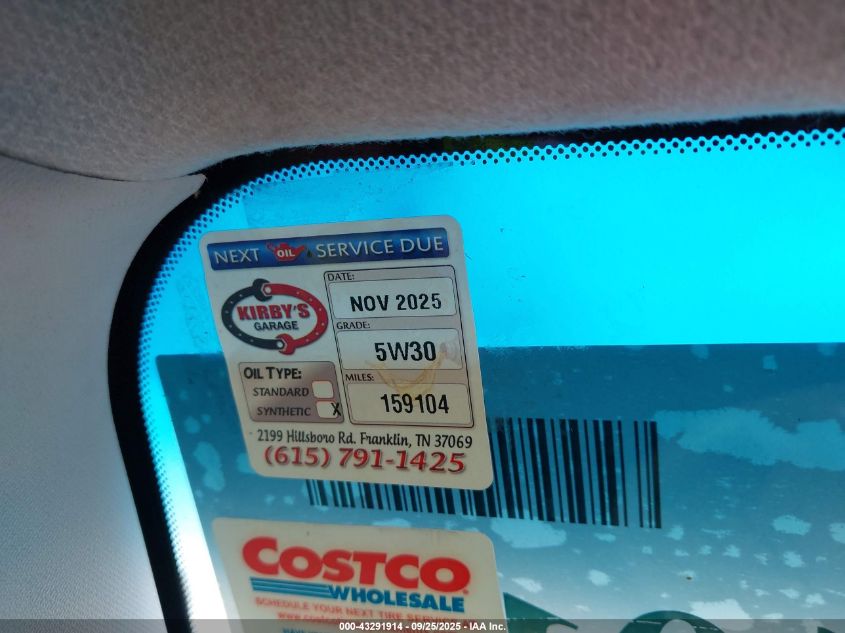 NEXT OIL SERVICE DUE
KIRBY'S
GARAGE
DATE:
NOV 2025
GRADE:
5W30
OIL TYPE:
STANDARD
SYNTHETIC X
MILES:
159104
2199 Hillsboro Rd. Franklin, TN 37069
(615) 791-1425
COSTCO
WHOLESALE
SCHEDULE YOUR NEXT TIRE SERVICE
000-43291914 - 09/25/2025 - IAA Inc.